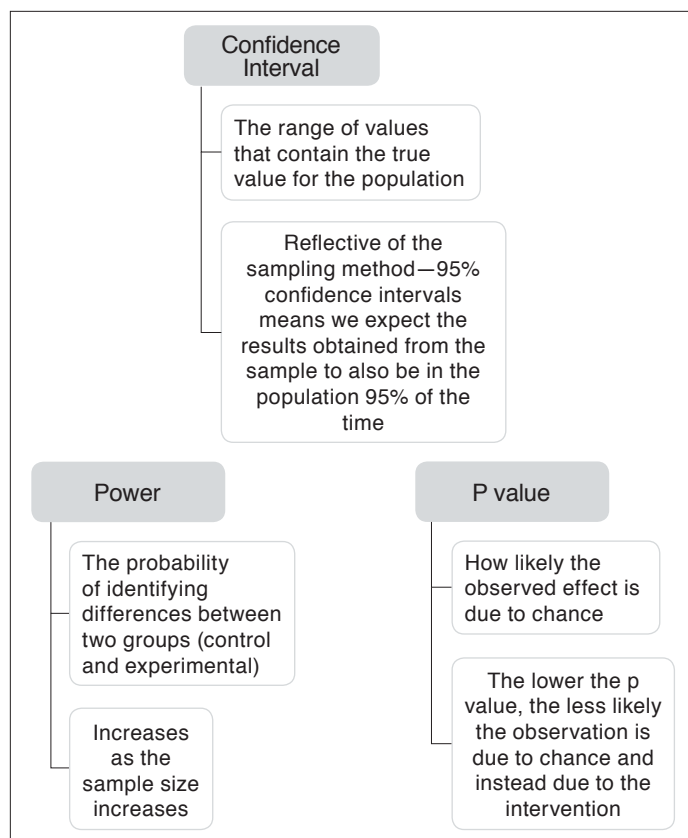 Confidence
Interval
The range of values
that contain the true
value for the population
Reflective of the
sampling method—95%
confidence intervals
means we expect the
results obtained from the
sample to also be in the
population 95% of the
time
Power
The probability
of identifying
differences between
two groups (control
and experimental)
Increases
as the
sample size
increases
P value
How likely the
observed effect is
due to chance
The lower the p
value, the less likely
the observation is
due to chance and
instead due to the
intervention